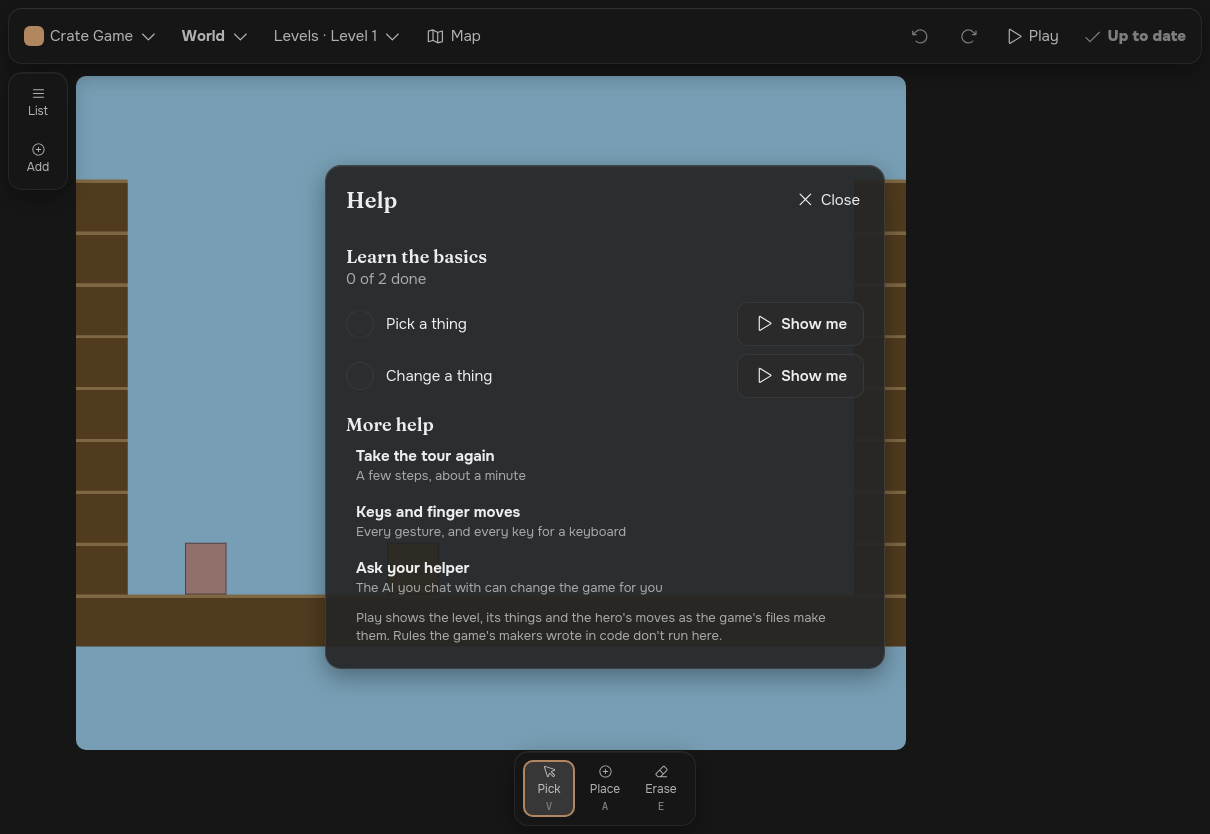 Crate Game
World
Levels · Level 1
Map
Play
Up to date
List
Add
Help
Close
Learn the basics
0 of 2 done
Pick a thing
Show me
Change a thing
Show me
More help
Take the tour again
A few steps, about a minute
Keys and finger moves
Every gesture, and every key for a keyboard
Ask your helper
The AI you chat with can change the game for you
Play shows the level, its things and the hero's moves as the game's files make
them. Rules the game's makers wrote in code don't run here.
Pick
Place
Erase
V
A
E